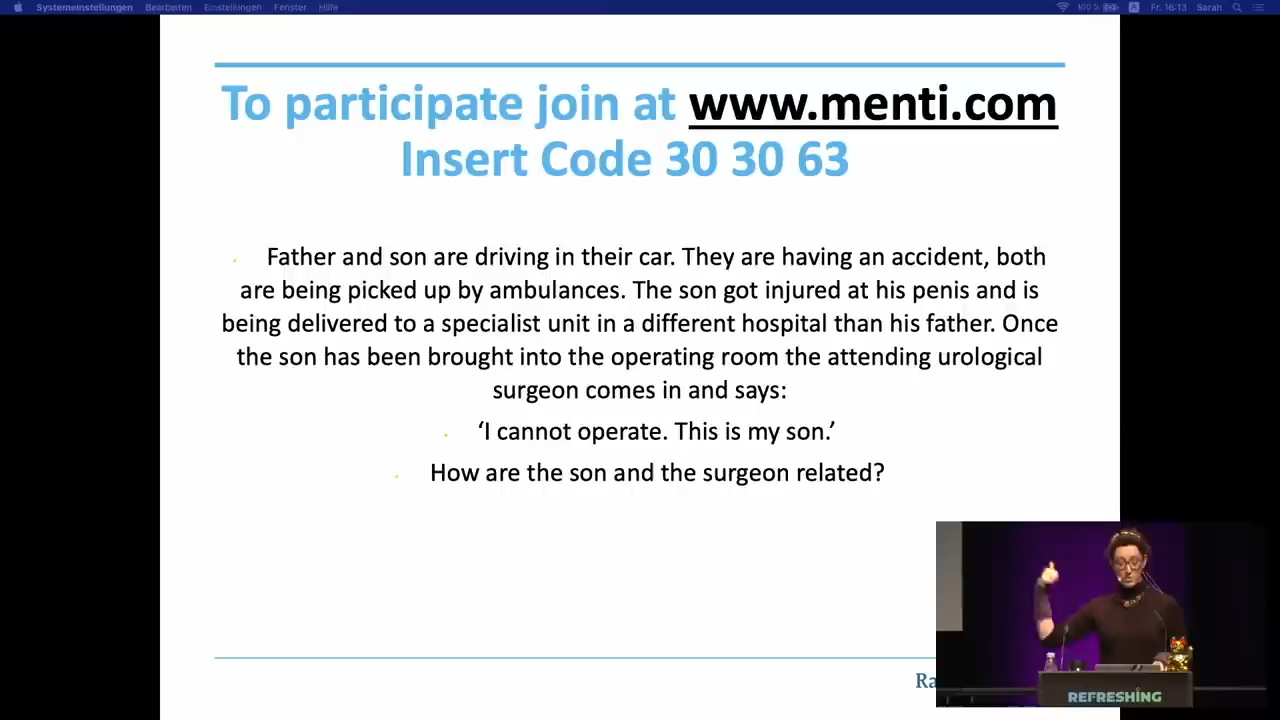 Systemeinstellungen Bearbeiten Einstellungen Fenster Hilfe 100 % A Fr. 16:13 Sarah
To participate join at www.menti.com
Insert Code 30 30 63
Father and son are driving in their car. They are having an accident, both
are being picked up by ambulances. The son got injured at his penis and is
being delivered to a specialist unit in a different hospital than his father. Once
the son has been brought into the operating room the attending urological
surgeon comes in and says:
‘I cannot operate. This is my son.’
How are the son and the surgeon related?
Ra
REFRESHING